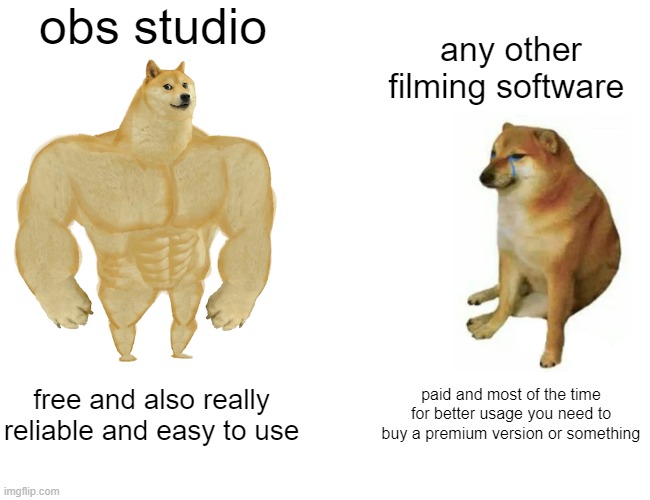 obs studio
any other
filming software
free and also really
reliable and easy to use
paid and most of the time
for better usage you need to
buy a premium version or something
imgflip.com